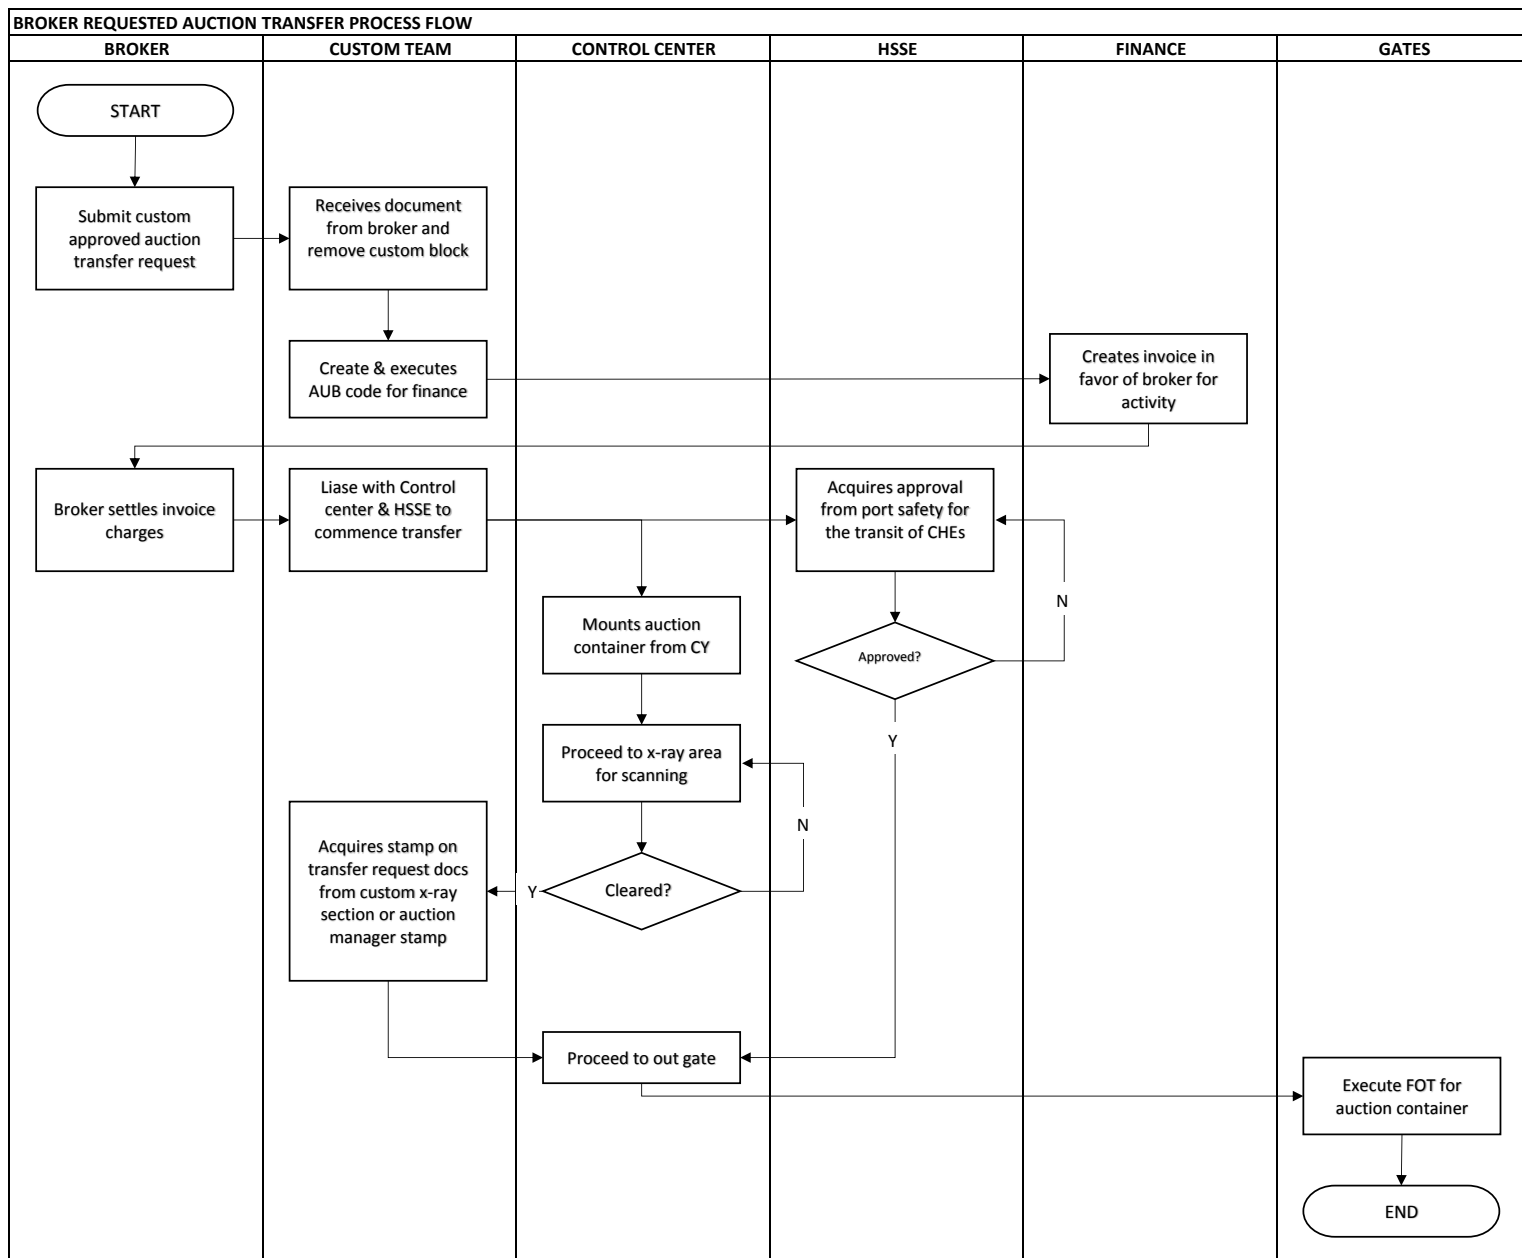 BROKER REQUESTED AUCTION TRANSFER PROCESS FLOW
BROKER
CUSTOM TEAM
CONTROL CENTER
HSSE
FINANCE
GATES
START
Submit custom
approved auction
transfer request
Receives document
from broker and
remove custom block
Create & executes
AUB code for finance
Creates invoice in
favor of broker for
activity
Broker settles invoice
charges
Liase with Control
center & HSSE to
commence transfer
Acquires approval
from port safety for
the transit of CHEs
N
Mounts auction
container from CY
Approved?
Y
Proceed to x-ray area
for scanning
N
Acquires stamp on
transfer request docs
from custom x-ray
section or auction
manager stamp
Y
Cleared?
Proceed to out gate
Execute FOT for
auction container
END